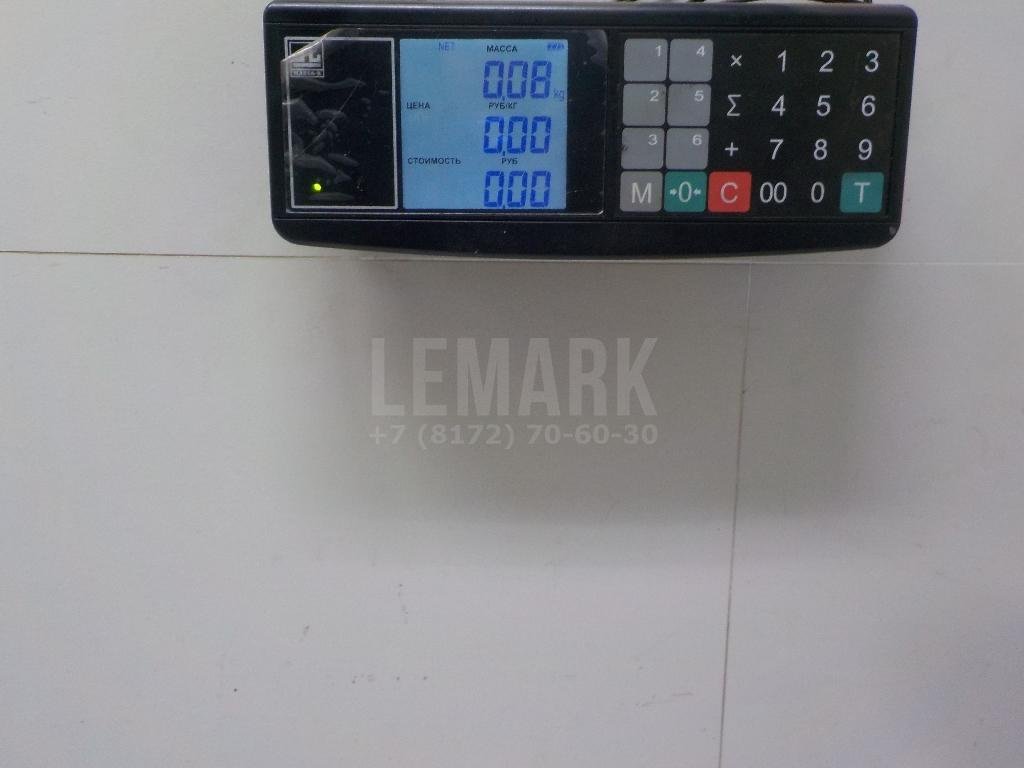 МАССА-К
NET МАССА
0,08 kg
ЦЕНА РУБ/КГ
0,00
СТОИМОСТЬ РУБ
0,00
1 4 × 1 2 3
2 5 Σ 4 5 6
3 6 + 7 8 9
M →0← C 00 0 T
LEMARK
+7 (8172) 70-60-30